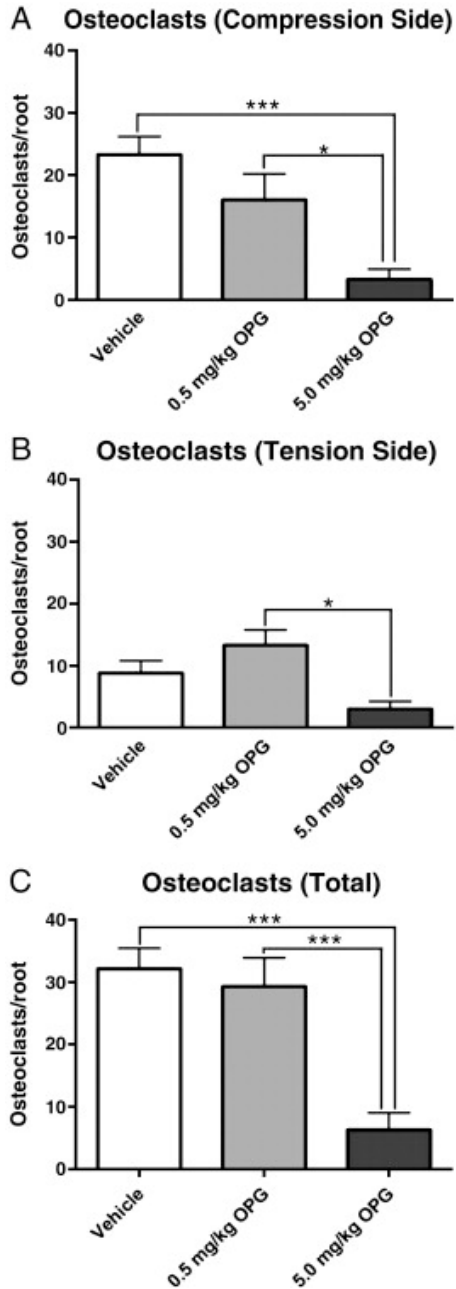 A
Osteoclasts (Compression Side)
Osteoclasts/root
40
30
20
10
0
***
*
Vehicle
0.5 mg/kg OPG
5.0 mg/kg OPG
B
Osteoclasts (Tension Side)
Osteoclasts/root
40
30
20
10
0
*
Vehicle
0.5 mg/kg OPG
5.0 mg/kg OPG
C
Osteoclasts (Total)
Osteoclasts/root
40
30
20
10
0
***
***
Vehicle
0.5 mg/kg OPG
5.0 mg/kg OPG